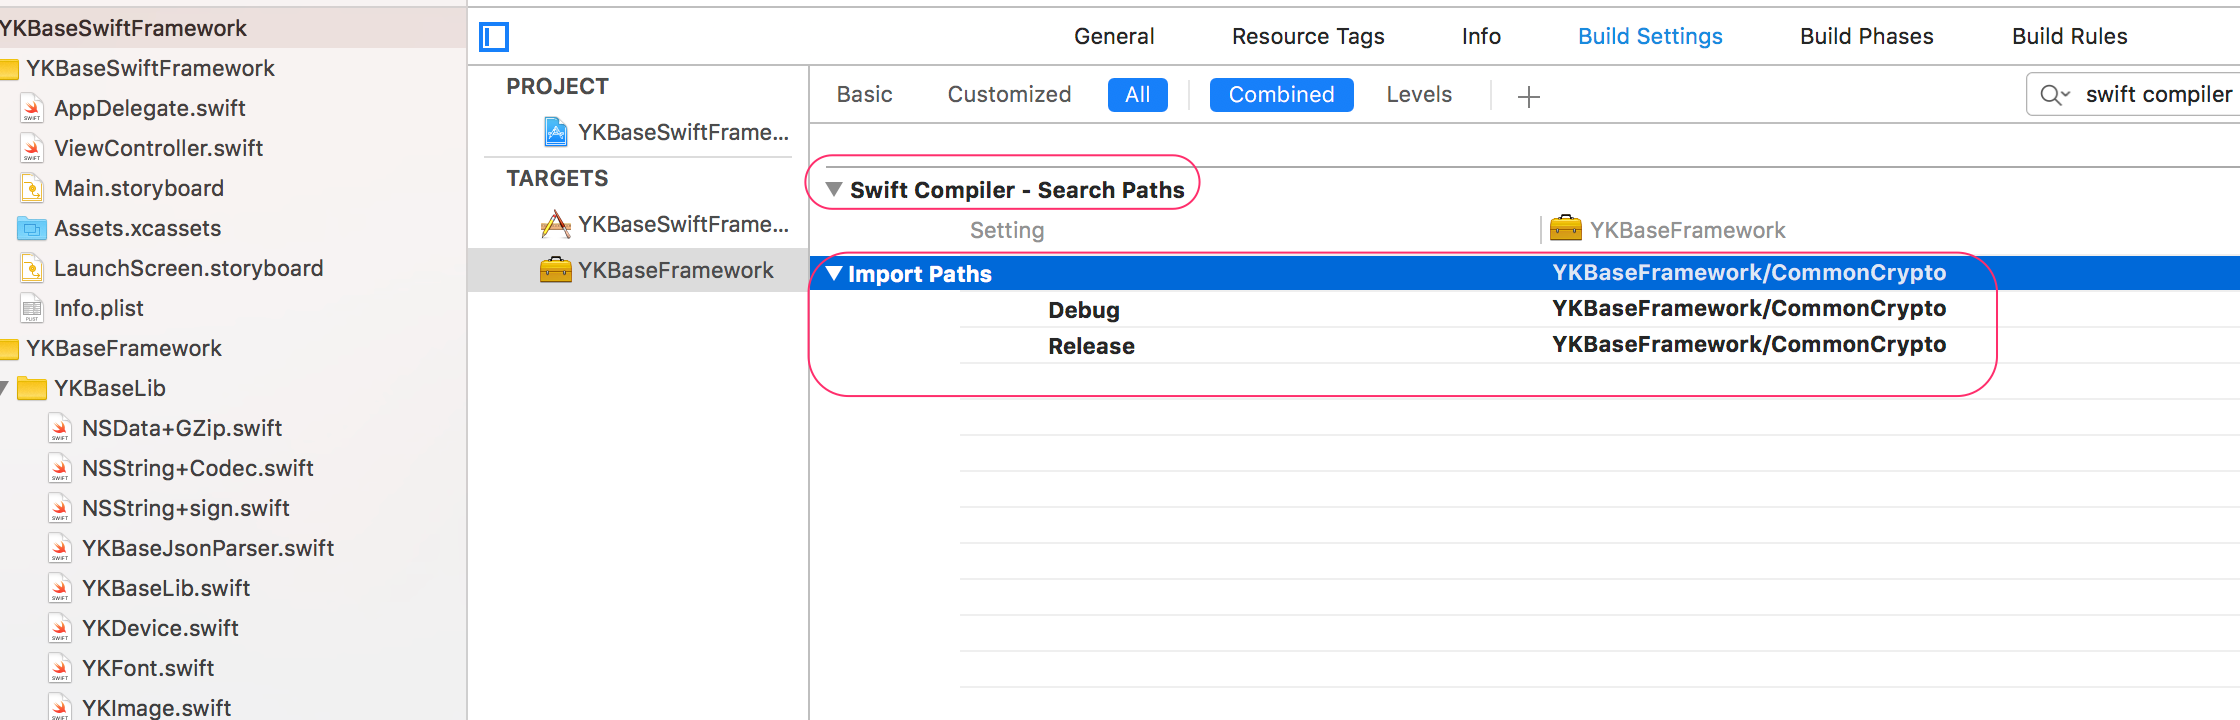 YKBaseSwiftFramework
YKBaseSwiftFramework
AppDelegate.swift
ViewController.swift
Main.storyboard
Assets.xcassets
LaunchScreen.storyboard
Info.plist
YKBaseFramework
YKBaseLib
NSData+GZip.swift
NSString+Codec.swift
NSString+sign.swift
YKBaseJsonParser.swift
YKBaseLib.swift
YKDevice.swift
YKFont.swift
YKImage.swift
General Resource Tags Info Build Settings Build Phases Build Rules
PROJECT
YKBaseSwiftFrame...
TARGETS
YKBaseSwiftFrame...
YKBaseFramework
Basic Customized All Combined Levels swift compiler
Swift Compiler - Search Paths
Setting YKBaseFramework
Import Paths YKBaseFramework/CommonCrypto
Debug YKBaseFramework/CommonCrypto
Release YKBaseFramework/CommonCrypto